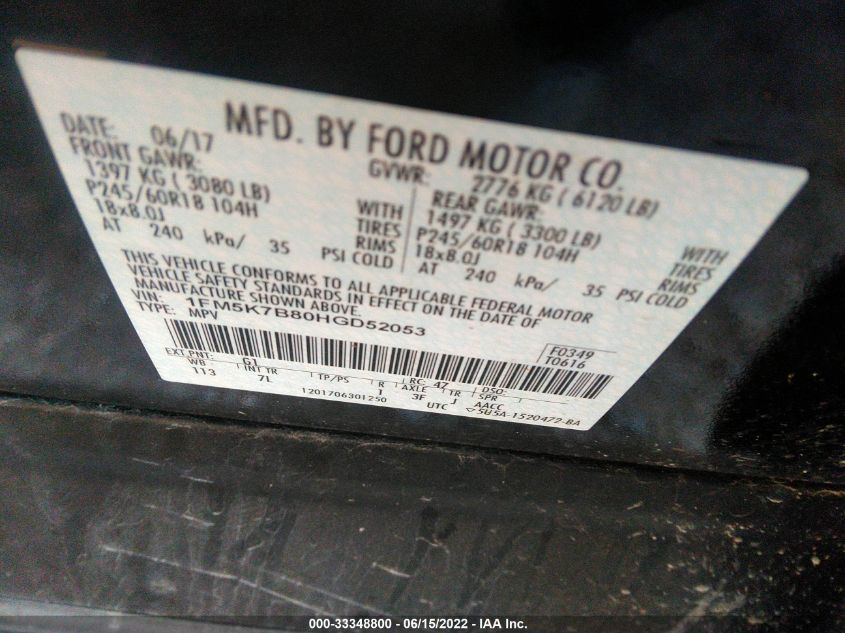 MFD. BY FORD MOTOR CO.
DATE: 06/17 GVWR: 2776 KG ( 6120 LB)
FRONT GAWR: REAR GAWR:
1397 KG ( 3080 LB) WITH 1497 KG ( 3300 LB) WITH
P245/60R18 104H TIRES P245/60R18 104H TIRES
18x8.0J RIMS 18x8.0J RIMS
AT 240 kPa/ 35 PSI COLD AT 240 kPa/ 35 PSI COLD
THIS VEHICLE CONFORMS TO ALL APPLICABLE FEDERAL MOTOR
VEHICLE SAFETY STANDARDS IN EFFECT ON THE DATE OF
MANUFACTURE SHOWN ABOVE.
VIN: 1FM5K7B80HGD52053
TYPE: MPV
F0349
T0616
EXT PNT: G1 RC: 47 DSO:
WB INT TR TP/PS R AXLE TR SPR
113 7L 1 3F J AACC
1201706301250 UTC ▽5U5A-1520472-BA
000-33348800 - 06/15/2022 - IAA Inc.